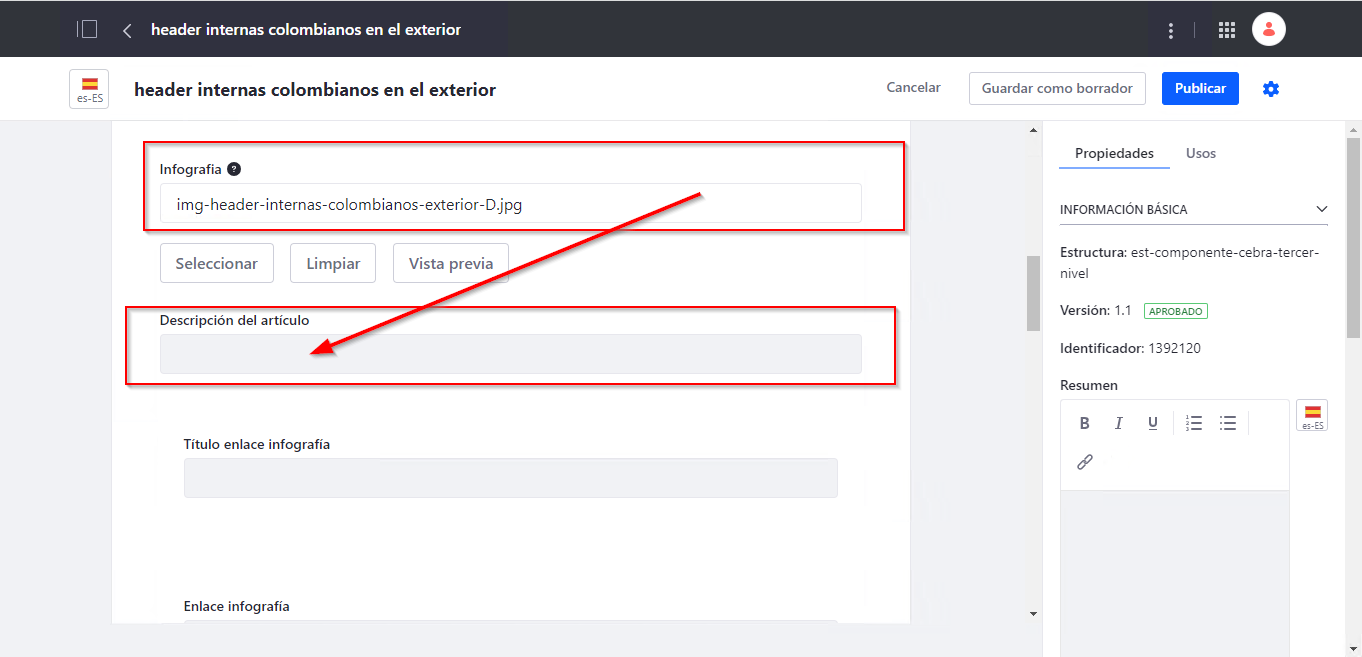 header internas colombianos en el exterior
es-ES
header internas colombianos en el exterior
Cancelar
Guardar como borrador
Publicar
Infografia ?
img-header-internas-colombianos-exterior-D.jpg
Seleccionar
Limpiar
Vista previa
Descripción del artículo
Título enlace infografía
Enlace infografía
Propiedades
Usos
INFORMACIÓN BÁSICA
Estructura: est-componente-cebra-tercer-
nivel
Versión: 1.1 APROBADO
Identificador: 1392120
Resumen
B I U
es-ES